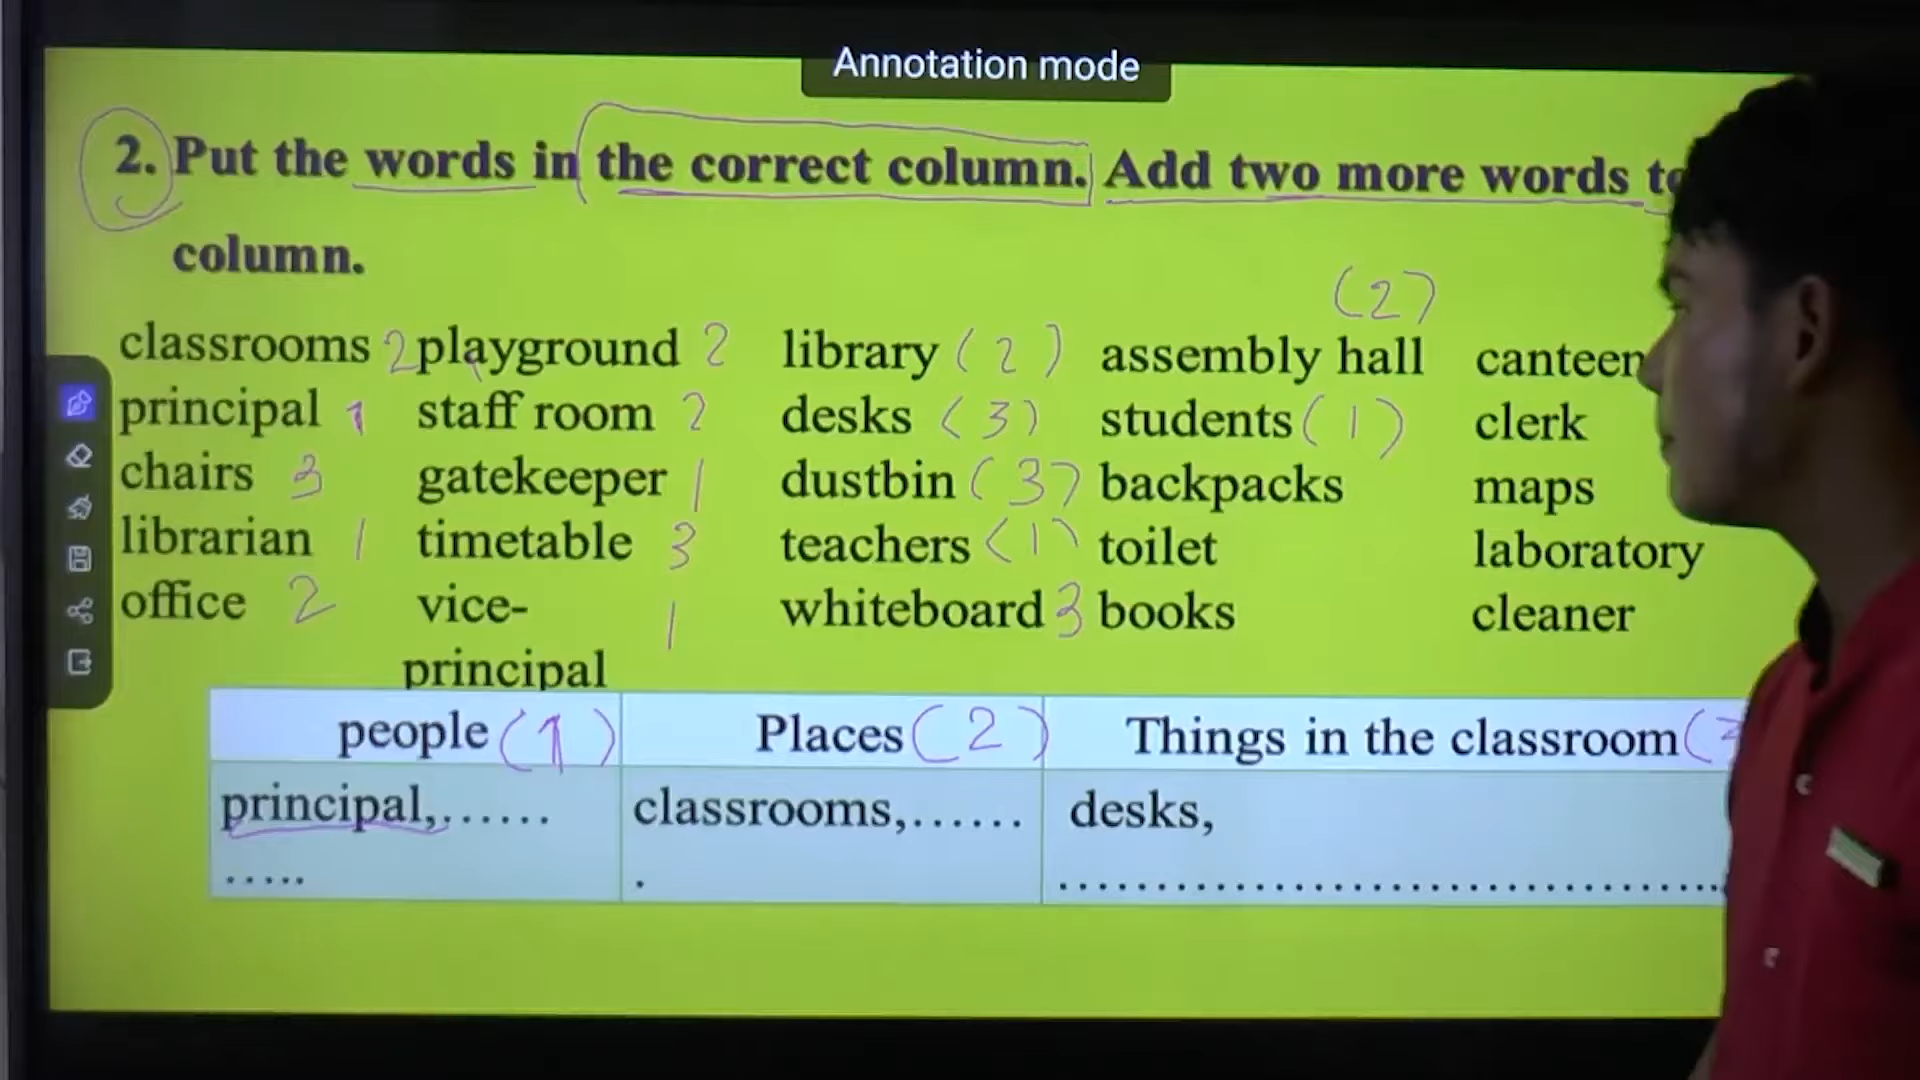 Annotation mode
2. Put the words in the correct column. Add two more words to
column.
(2)
classrooms 2 playground 2 library (2) assembly hall canteen
principal 1 staff room 2 desks (3) students (1) clerk
chairs 3 gatekeeper 1 dustbin (3) backpacks maps
librarian 1 timetable 3 teachers (1) toilet laboratory
office 2 vice- 1 whiteboard 3 books cleaner
principal
people (1) Places (2) Things in the classroom
principal,...... classrooms,...... desks,
..... . ........................................